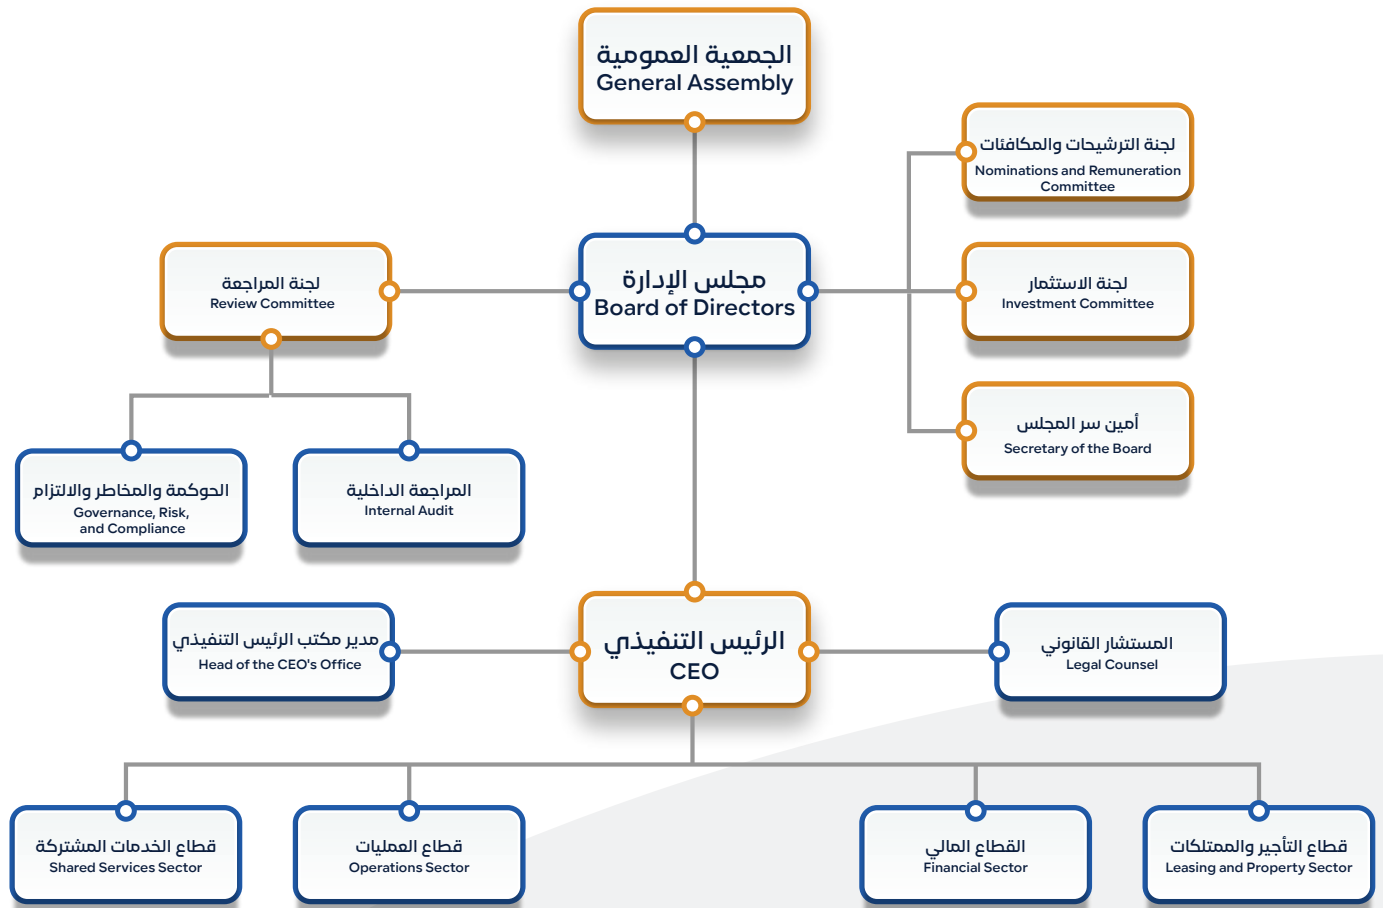 الجمعية العمومية
General Assembly
لجنة الترشيحات والمكافئات
Nominations and Remuneration
Committee
لجنة المراجعة
Review Committee
مجلس الإدارة
Board of Directors
لجنة الاستثمار
Investment Committee
أمين سر المجلس
Secretary of the Board
الحوكمة والمخاطر والالتزام
Governance, Risk,
and Compliance
المراجعة الداخلية
Internal Audit
مدير مكتب الرئيس التنفيذي
Head of the CEO's Office
الرئيس التنفيذي
CEO
المستشار القانوني
Legal Counsel
قطاع الخدمات المشتركة
Shared Services Sector
قطاع العمليات
Operations Sector
القطاع المالي
Financial Sector
قطاع التأجير والممتلكات
Leasing and Property Sector